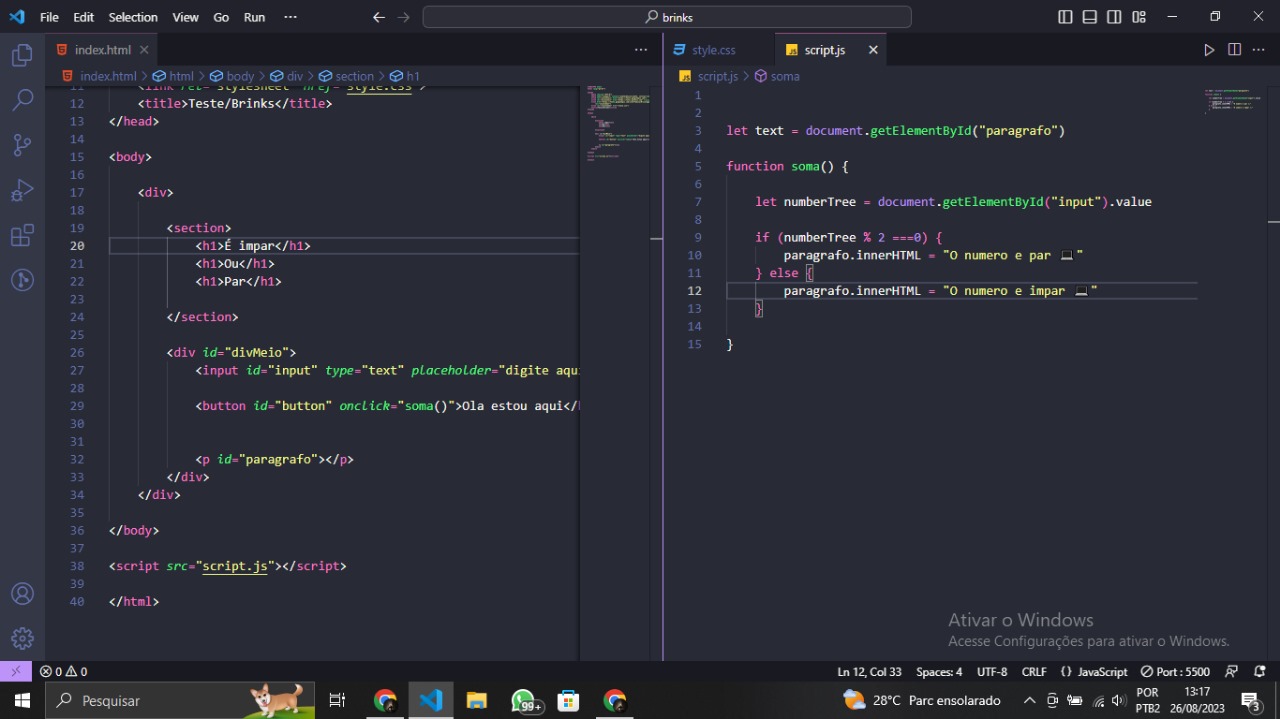 File Edit Selection View Go Run ··· brinks
index.html
index.html > html > body > div > section > h1
11 <link rel="stylesheet" href="style.css">
12 <title>Teste/Brinks</title>
13 </head>
14
15 <body>
16
17 <div>
18
19 <section>
20 <h1>É impar</h1>
21 <h1>Ou</h1>
22 <h1>Par</h1>
23
24 </section>
25
26 <div id="divMeio">
27 <input id="input" type="text" placeholder="digite aqu
28
29 <button id="button" onclick="soma()">Ola estou aqui</
30
31
32 <p id="paragrafo"></p>
33 </div>
34 </div>
35
36 </body>
37
38 <script src="script.js"></script>
39
40 </html>
style.css script.js
script.js > soma
1
2
3 let text = document.getElementById("paragrafo")
4
5 function soma() {
6
7 let numberTree = document.getElementById("input").value
8
9 if (numberTree % 2 ===0) {
10 paragrafo.innerHTML = "O numero e par 💻"
11 } else {
12 paragrafo.innerHTML = "O numero e impar 💻"
13 }
14
15 }
Ativar o Windows
Acesse Configurações para ativar o Windows.
0 0 Ln 12, Col 33 Spaces: 4 UTF-8 CRLF {} JavaScript Port : 5500
Pesquisar 99+ 28°C Parc ensolarado POR PTB2 13:17 26/08/2023 3